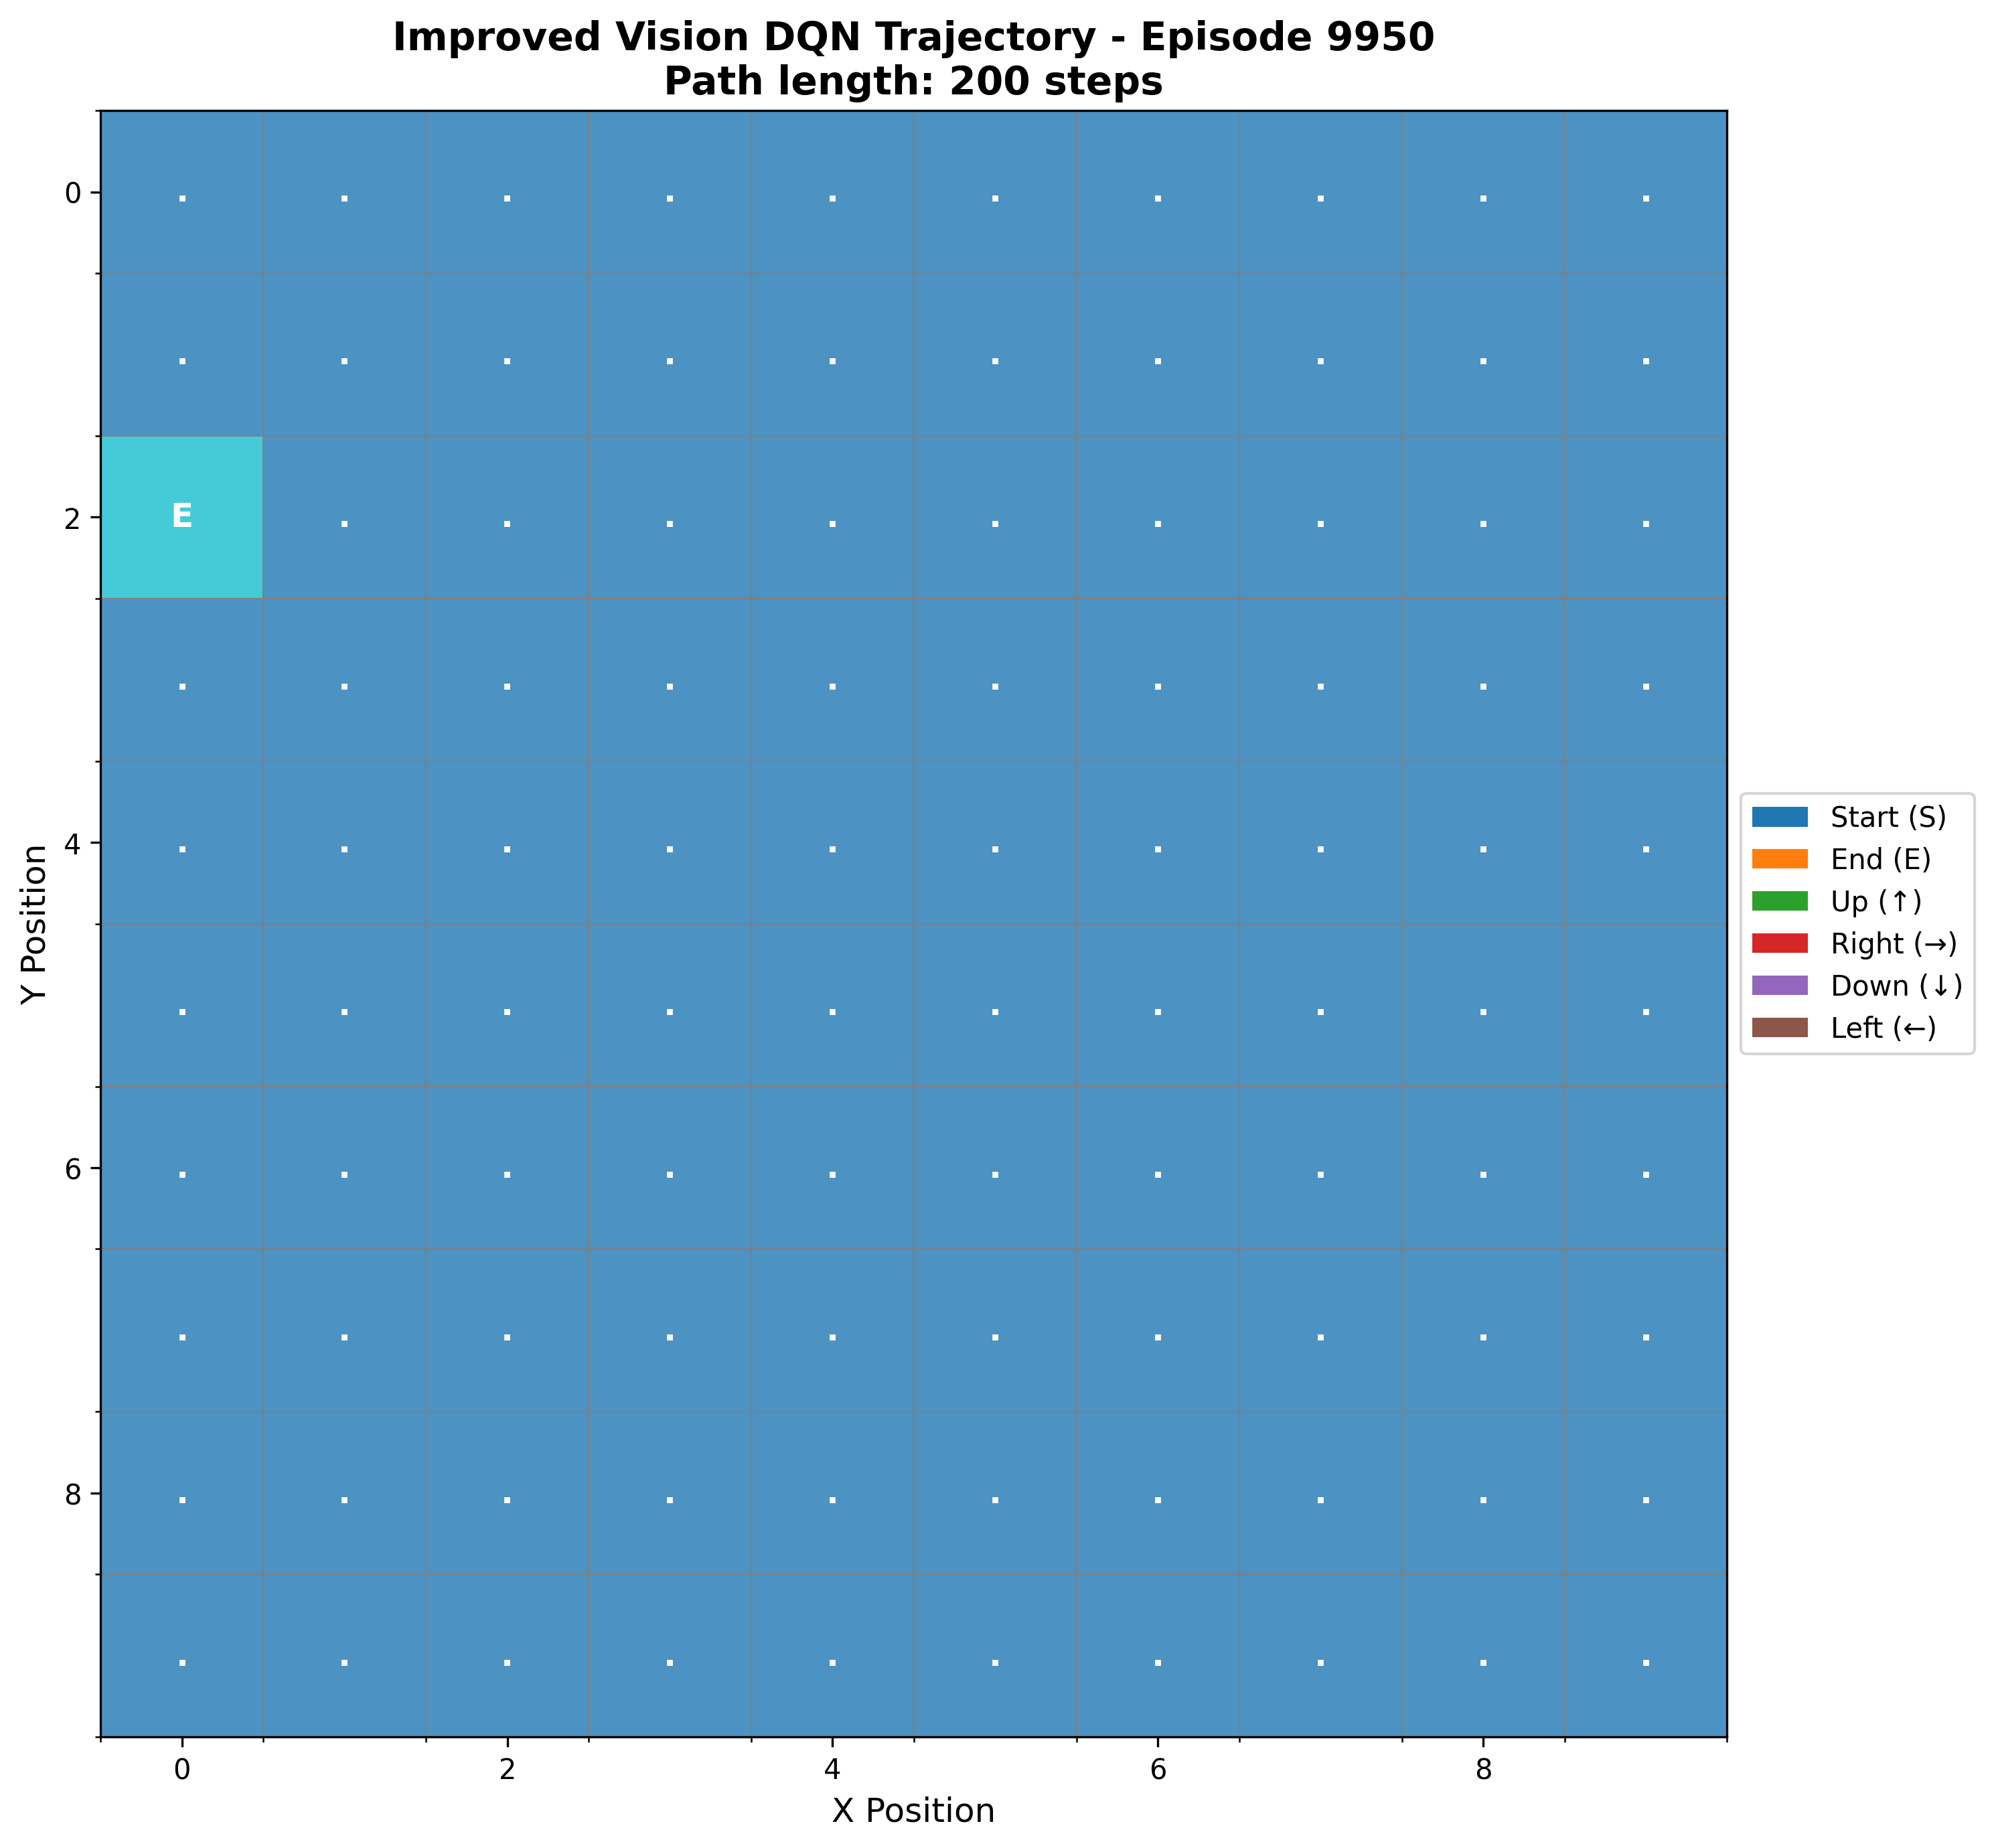 Improved Vision DQN Trajectory - Episode 9950
Path length: 200 steps
0
2
4
6
8
Y Position
E
0 2 4 6 8
X Position
Start (S)
End (E)
Up (↑)
Right (→)
Down (↓)
Left (←)